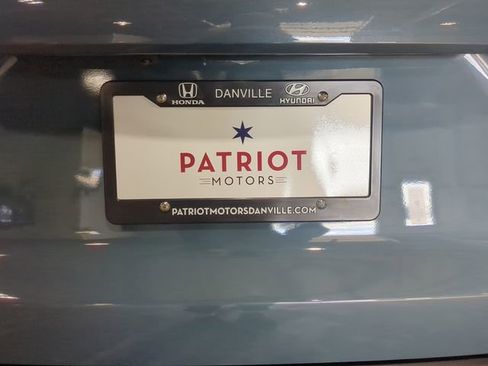 HONDA DANVILLE HYUNDAI
PATRIOT
MOTORS
PATRIOTMOTORSDANVILLE.COM